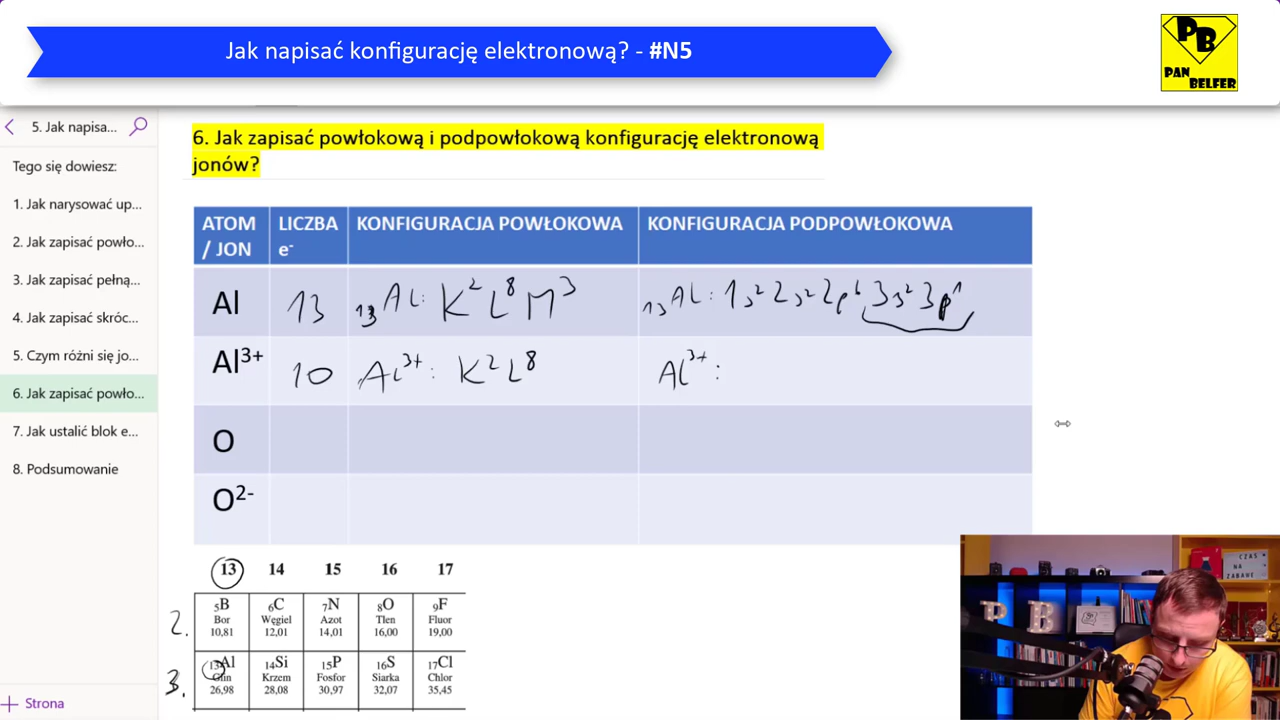 Jak napisać konfigurację elektronową? - #N5
PB
PAN
BELFER
5. Jak napisa...
Tego się dowiesz:
1. Jak narysować up...
2. Jak zapisać powło...
3. Jak zapisać pełną...
4. Jak zapisać skróc...
5. Czym różni się jo...
6. Jak zapisać powło...
7. Jak ustalić blok e...
8. Podsumowanie
+ Strona
6. Jak zapisać powłokową i podpowłokową konfigurację elektronową
jonów?
ATOM / JON LICZBA e⁻ KONFIGURACJA POWŁOKOWA KONFIGURACJA PODPOWŁOKOWA
Al 13 ₁₃Al: K² L⁸ M³ ₁₃Al: 1s² 2s² 2p⁶ 3s² 3p¹
Al³⁺ 10 Al³⁺: K² L⁸ Al³⁺:
O
O²⁻
13 14 15 16 17
2. ₅B ₆C ₇N ₈O ₉F
Bor Węgiel Azot Tlen Fluor
10,81 12,01 14,01 16,00 19,00
3. ₁₃Al ₁₄Si ₁₅P ₁₆S ₁₇Cl
Glin Krzem Fosfor Siarka Chlor
26,98 28,08 30,97 32,07 35,45
CZAS
NA
ZABANE
P B